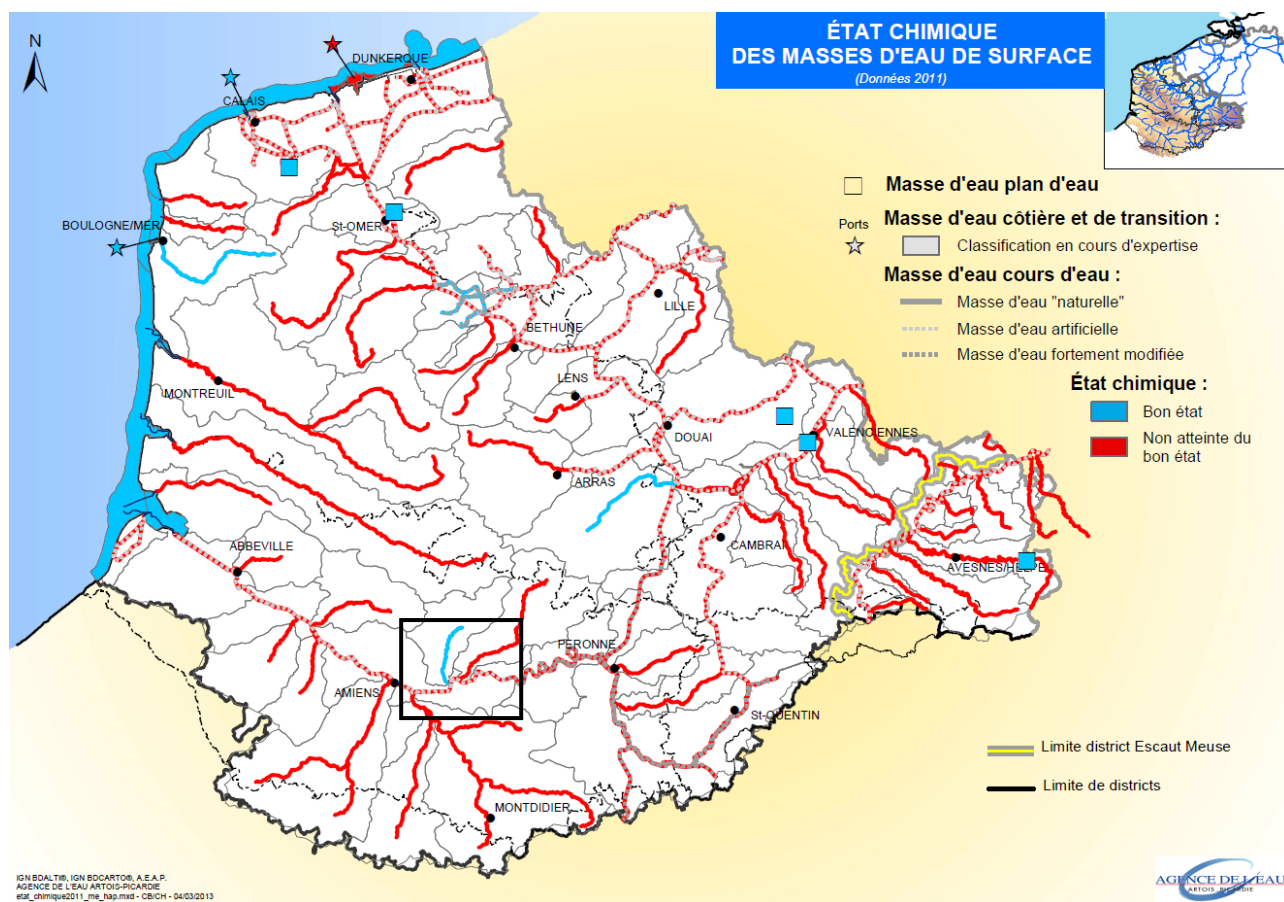 ÉTAT CHIMIQUE
DES MASSES D'EAU DE SURFACE
(Données 2011)
N
DUNKERQUE
CALAIS
BOULOGNE/MER
St-OMER
LILLE
BETHUNE
LENS
MONTREUIL
DOUAI
VALENCIENNES
ARRAS
CAMBRAI
AVESNES/HELPE
ABBEVILLE
PERONNE
AMIENS
St-QUENTIN
MONTDIDIER
Masse d'eau plan d'eau
Ports
Masse d'eau côtière et de transition :
Classification en cours d'expertise
Masse d'eau cours d'eau :
Masse d'eau "naturelle"
Masse d'eau artificielle
Masse d'eau fortement modifiée
État chimique :
Bon état
Non atteinte du
bon état
Limite district Escaut Meuse
Limite de districts
IGN BDALTI®, IGN BDCARTO®, A.E.A.P.
AGENCE DE L'EAU ARTOIS-PICARDIE
etat_chimique2011_me_hap.mxd - CB/CH - 04/03/2013
AGENCE DE L'EAU
ARTOIS PICARDIE